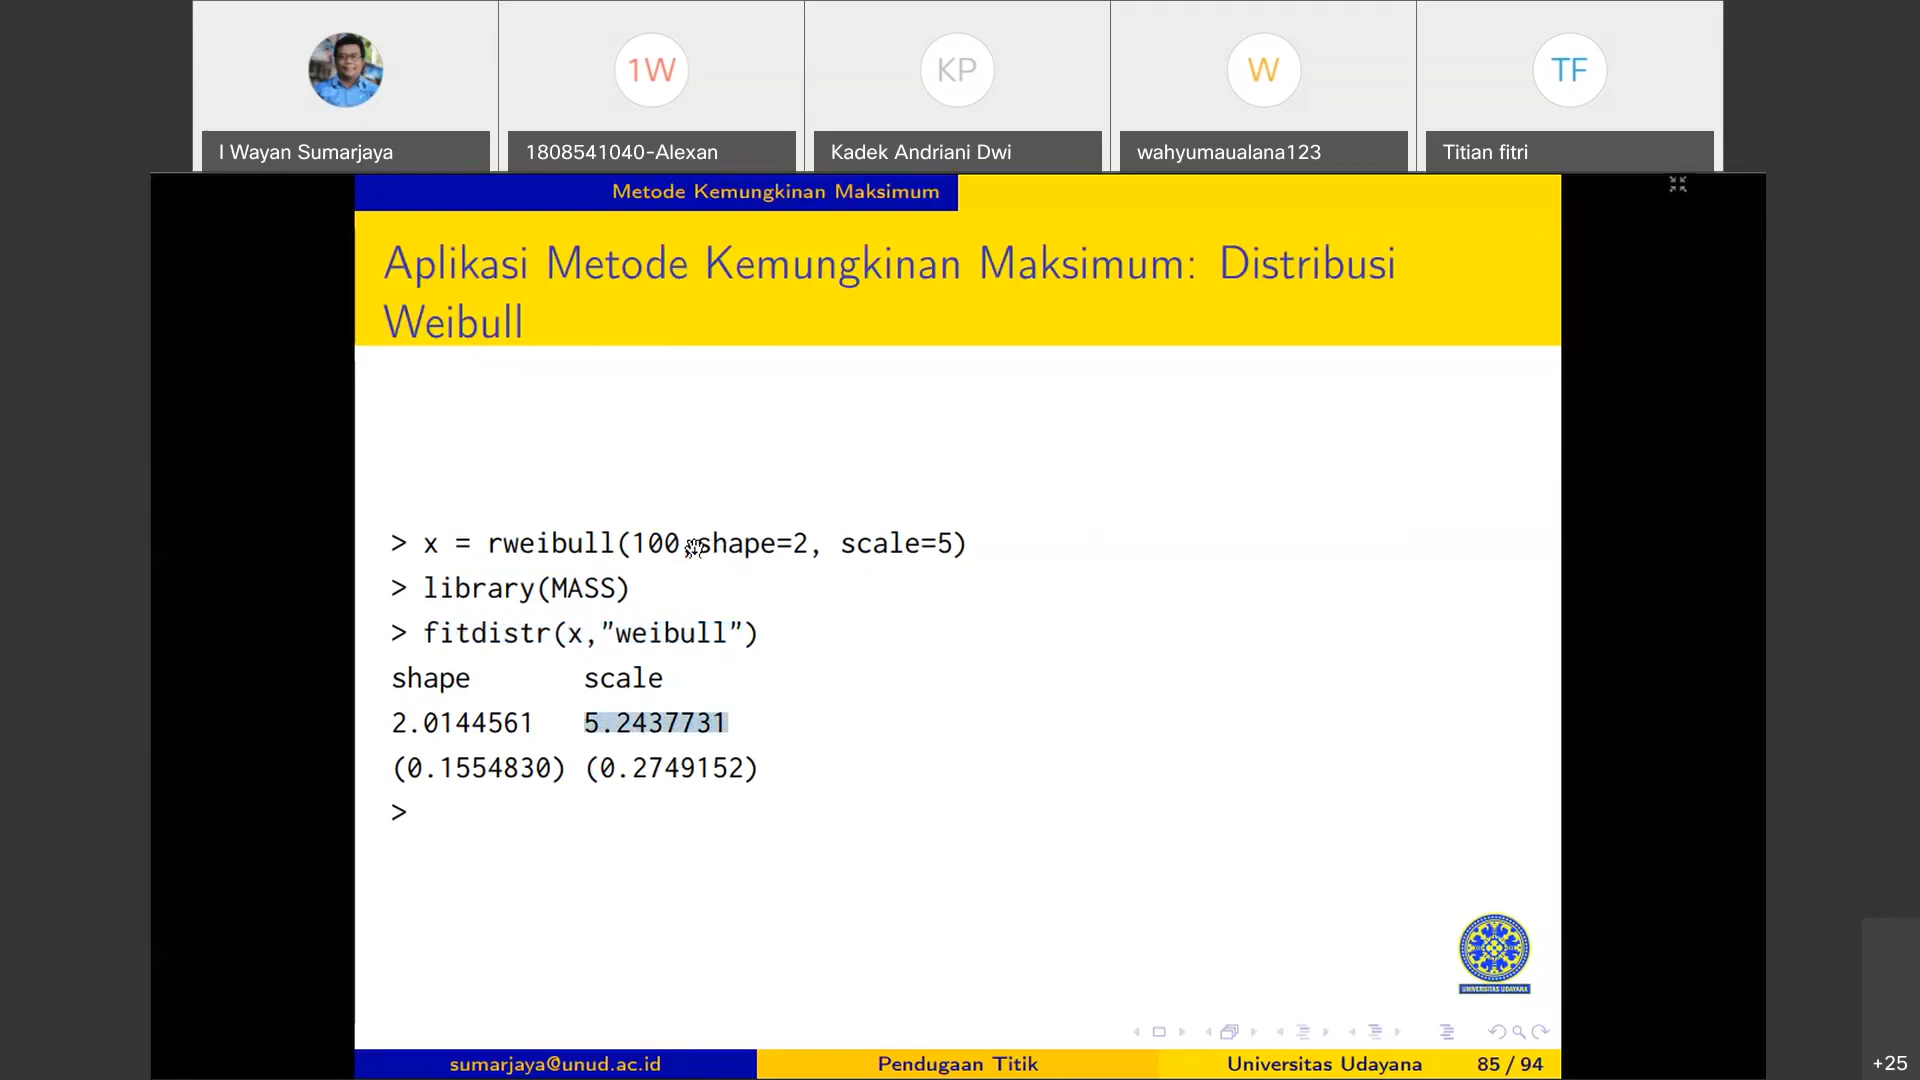 1W
KP
W
TF
I Wayan Sumarjaya
1808541040-Alexan
Kadek Andriani Dwi
wahyumaualana123
Titian fitri
Metode Kemungkinan Maksimum
Aplikasi Metode Kemungkinan Maksimum: Distribusi
Weibull
> x = rweibull(100,shape=2, scale=5)
> library(MASS)
> fitdistr(x,"weibull")
shape scale
2.0144561 5.2437731
(0.1554830) (0.2749152)
>
UNIVERSITAS UDAYANA
sumarjaya@unud.ac.id
Pendugaan Titik
Universitas Udayana
85 / 94
+25